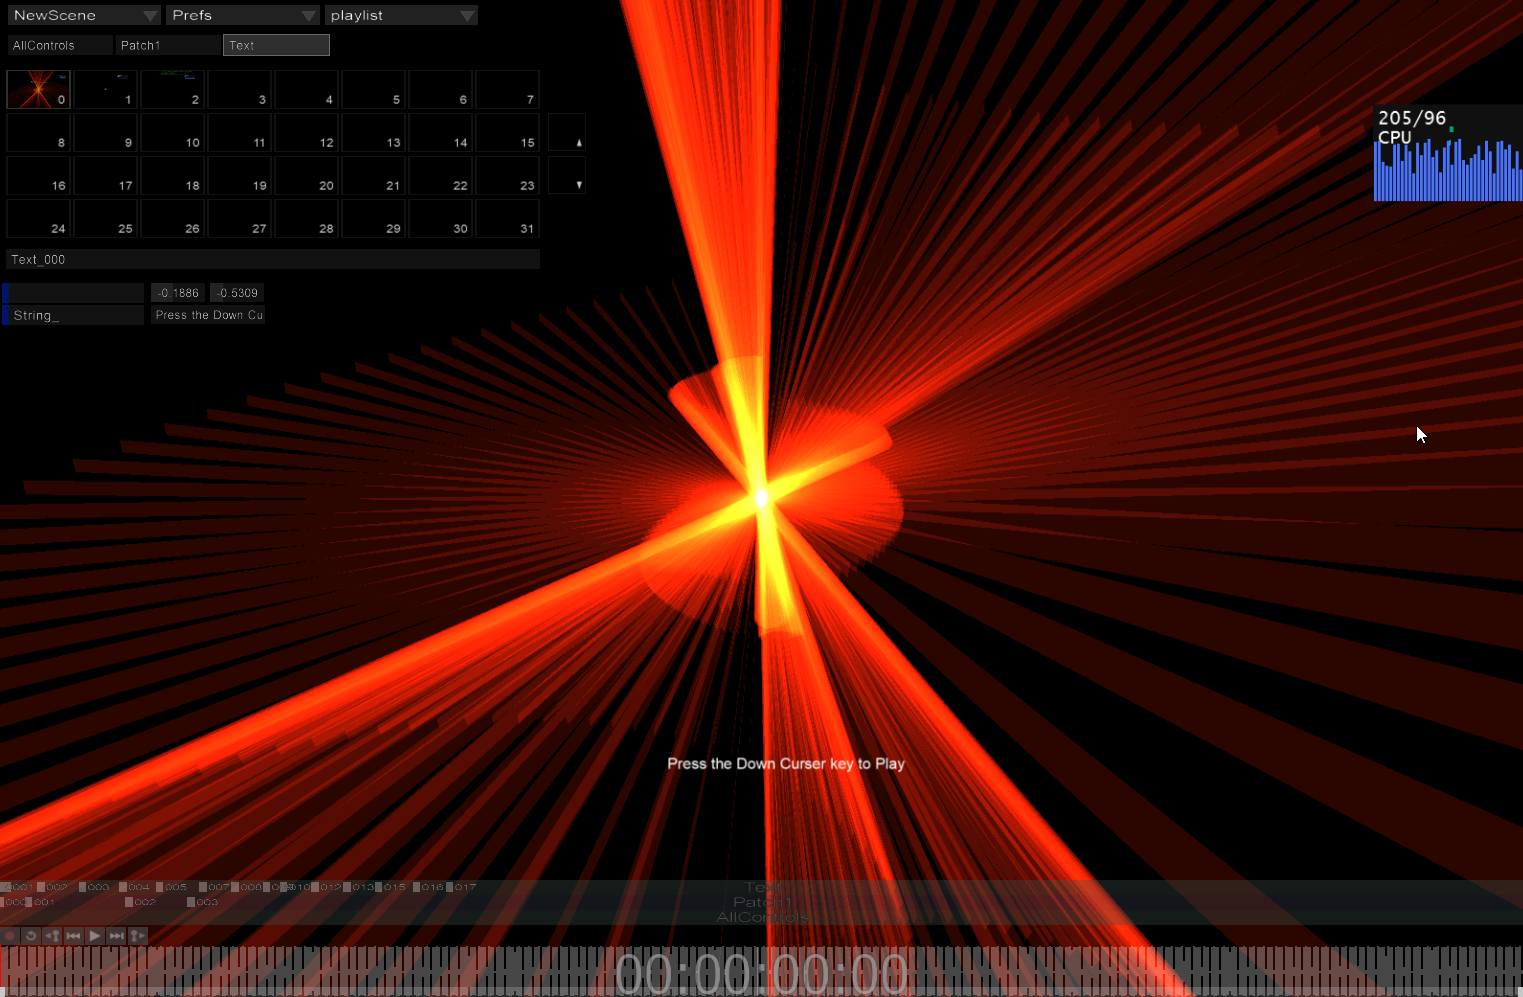 NewScene Prefs playlist
AllControls Patch1 Text
0 1 2 3 4 5 6 7
8 9 10 11 12 13 14 15
16 17 18 19 20 21 22 23
24 25 26 27 28 29 30 31
Text_000
-0.1886 -0.5309
String_ Press the Down Cu
205/96
CPU
Press the Down Curser key to Play
001 002 003 004 005 007 008 010 012 013 015 016 017
Text
000 001 002 003
Patch1
AllControls
00:00:00:00